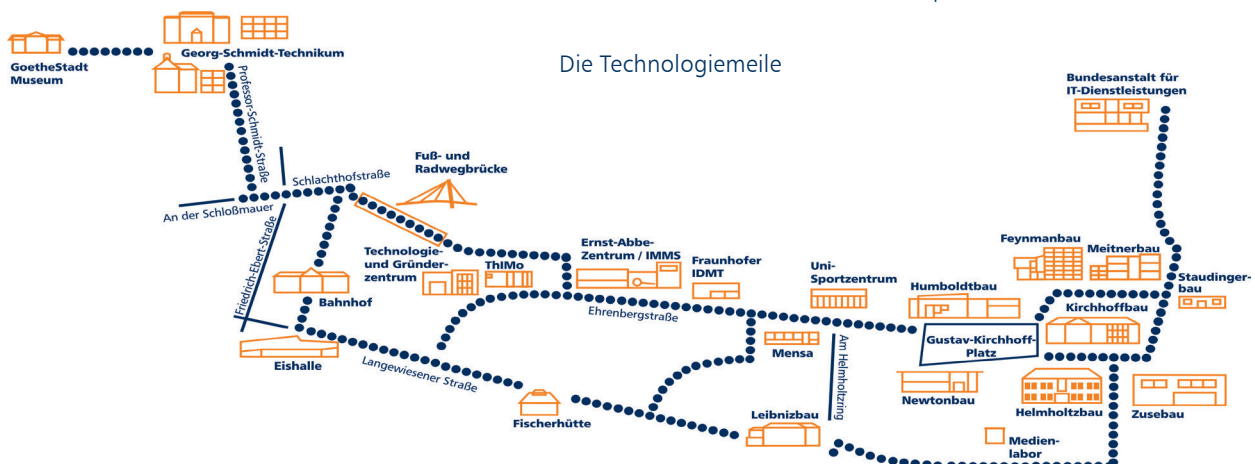 Die Technologiemeile
GoetheStadt
Museum
Georg-Schmidt-Technikum
Professor-Schmidt-Straße
Bundesanstalt für
IT-Dienstleistungen
Fuß- und
Radwegbrücke
Schlachthofstraße
An der Schloßmauer
Friedrich-Ebert-Straße
Technologie-
und Gründer-
zentrum
ThIMo
Ernst-Abbe-
Zentrum / IMMS
Fraunhofer
IDMT
Uni-
Sportzentrum
Humboldtbau
Feynmanbau
Meitnerbau
Staudinger-
bau
Bahnhof
Ehrenbergstraße
Kirchhoffbau
Gustav-Kirchhoff-
Platz
Mensa
Am Helmholtzring
Eishalle
Langewiesener Straße
Fischerhütte
Leibnizbau
Newtonbau
Helmholtzbau
Zusebau
Medien-
labor